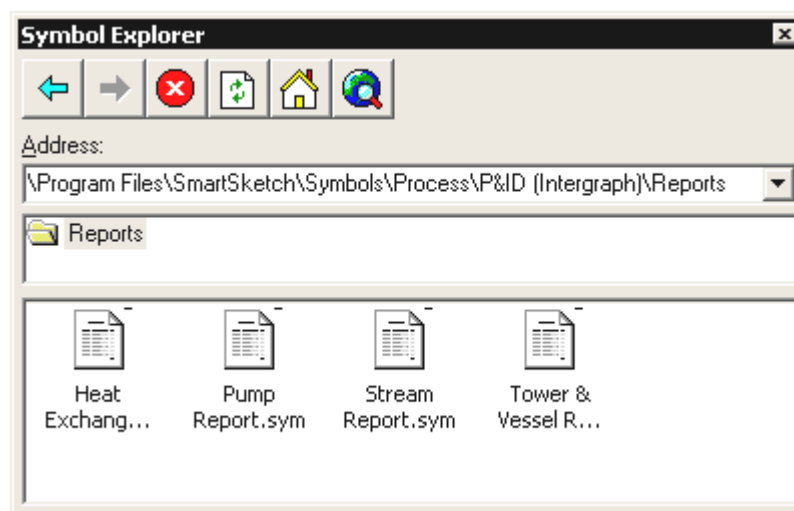 Symbol Explorer
Address:
\Program Files\SmartSketch\Symbols\Process\P&ID (Intergraph)\Reports
Reports
Heat
Exchang...
Pump
Report.sym
Stream
Report.sym
Tower &
Vessel R...